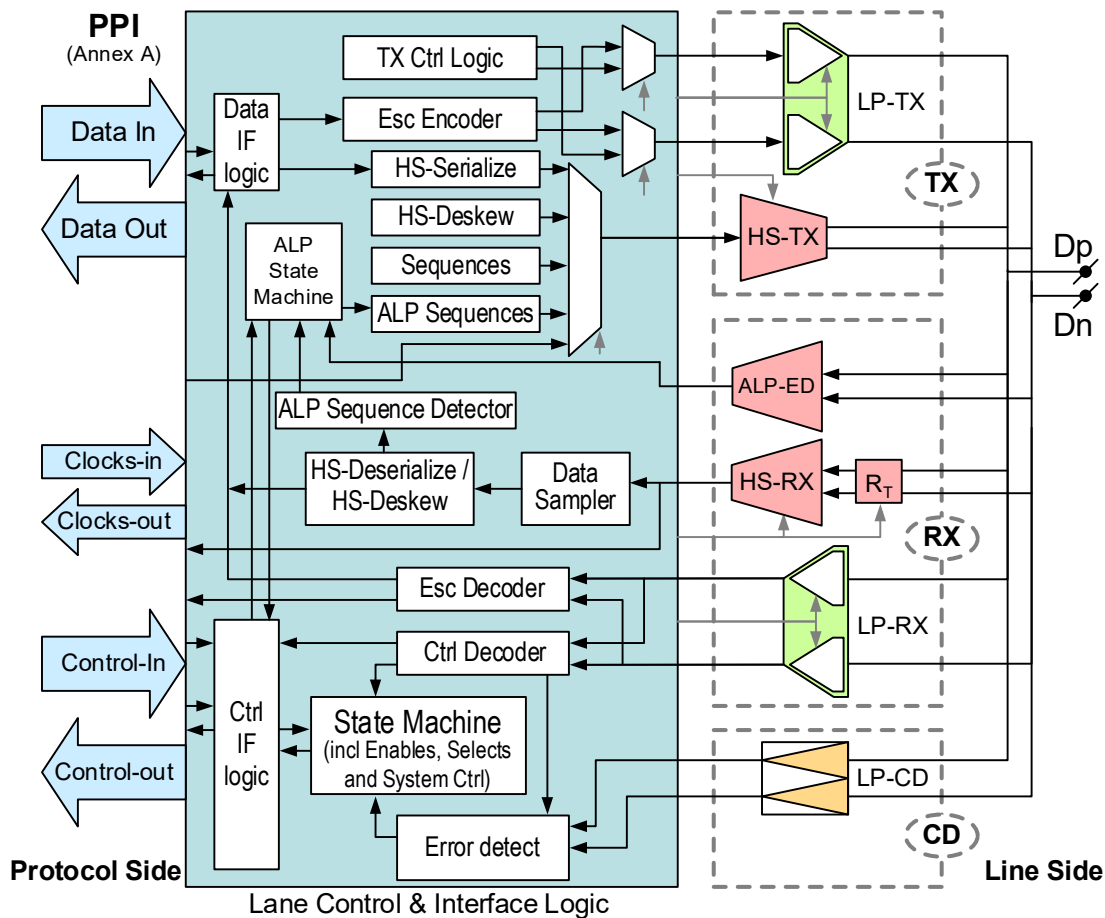 PPI
(Annex A)
Data In
Data Out
Clocks-in
Clocks-out
Control-In
Control-out
Protocol Side
Data
IF
logic
TX Ctrl Logic
Esc Encoder
HS-Serialize
HS-Deskew
Sequences
ALP Sequences
ALP
State
Machine
ALP Sequence Detector
HS-Deserialize /
HS-Deskew
Data
Sampler
Esc Decoder
Ctrl Decoder
Ctrl
IF
logic
State Machine
(incl Enables, Selects
and System Ctrl)
Error detect
Lane Control & Interface Logic
LP-TX
TX
HS-TX
Dp
Dn
ALP-ED
HS-RX
RT
RX
LP-RX
LP-CD
CD
Line Side